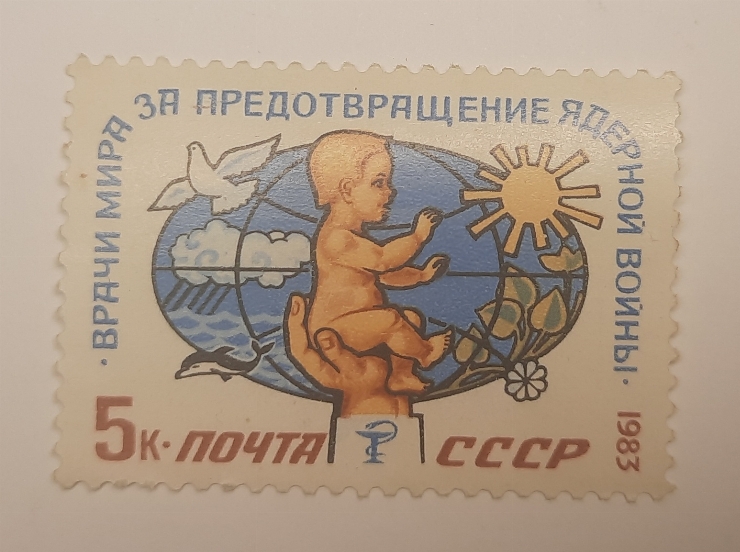 ·ВРАЧИ МИРА ЗА ПРЕДОТВРАЩЕНИЕ ЯДЕРНОЙ ВОЙНЫ·
1983
5к·ПОЧТА СССР